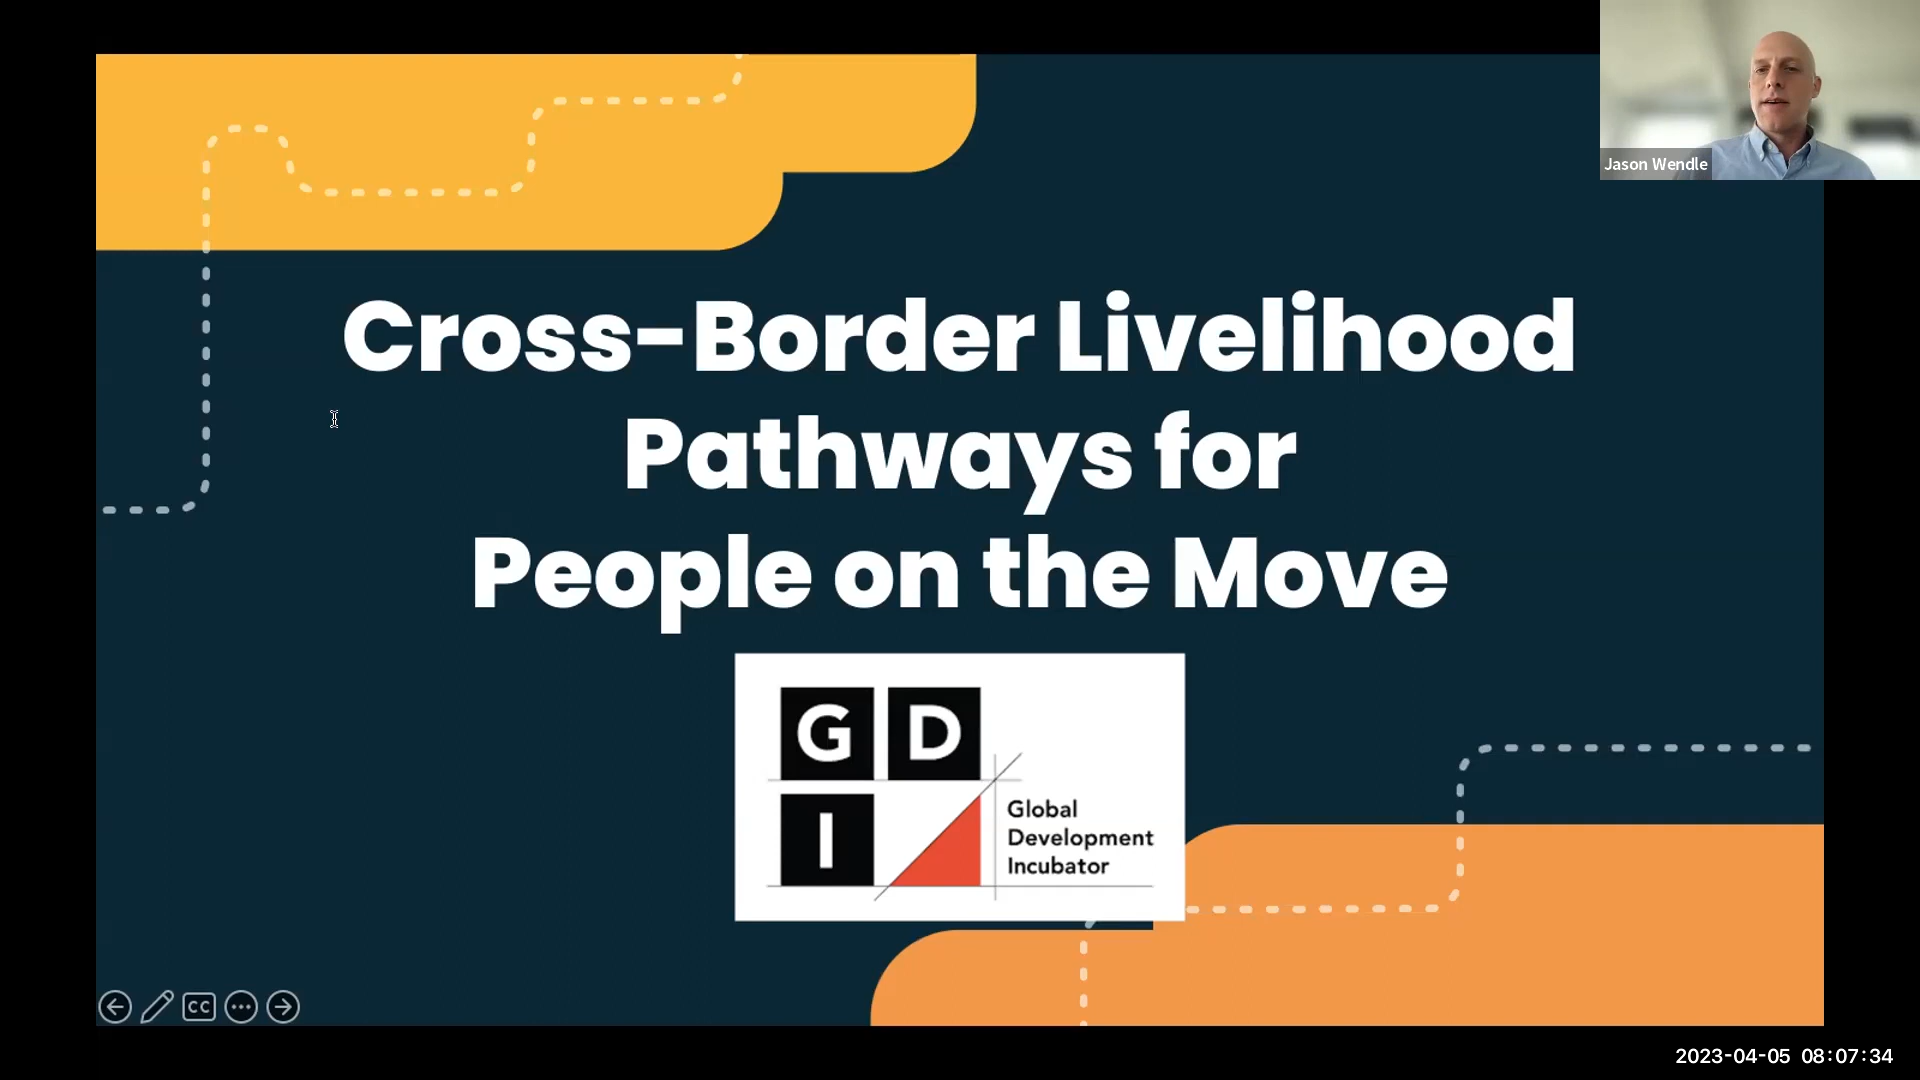 Jason Wendle
Cross-Border Livelihood
Pathways for
People on the Move
G D
I
Global
Development
Incubator
CC
2023-04-05 08:07:34